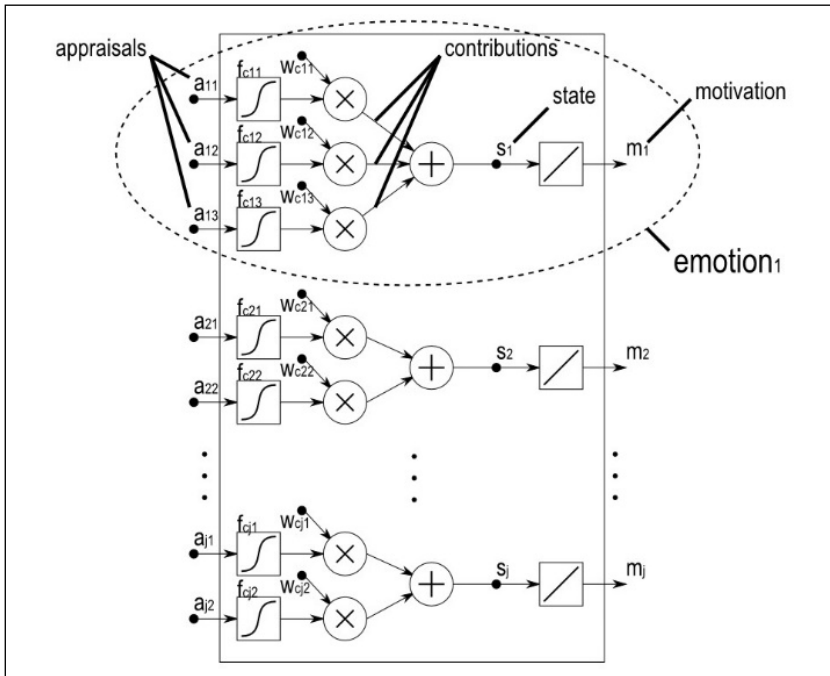 appraisals
contributions
state
motivation
a11
fc11
wc11
a12
fc12
wc12
s1
m1
a13
fc13
wc13
emotion1
a21
fc21
wc21
s2
m2
a22
fc22
wc22
aj1
fcj1
wcj1
sj
mj
aj2
fcj2
wcj2